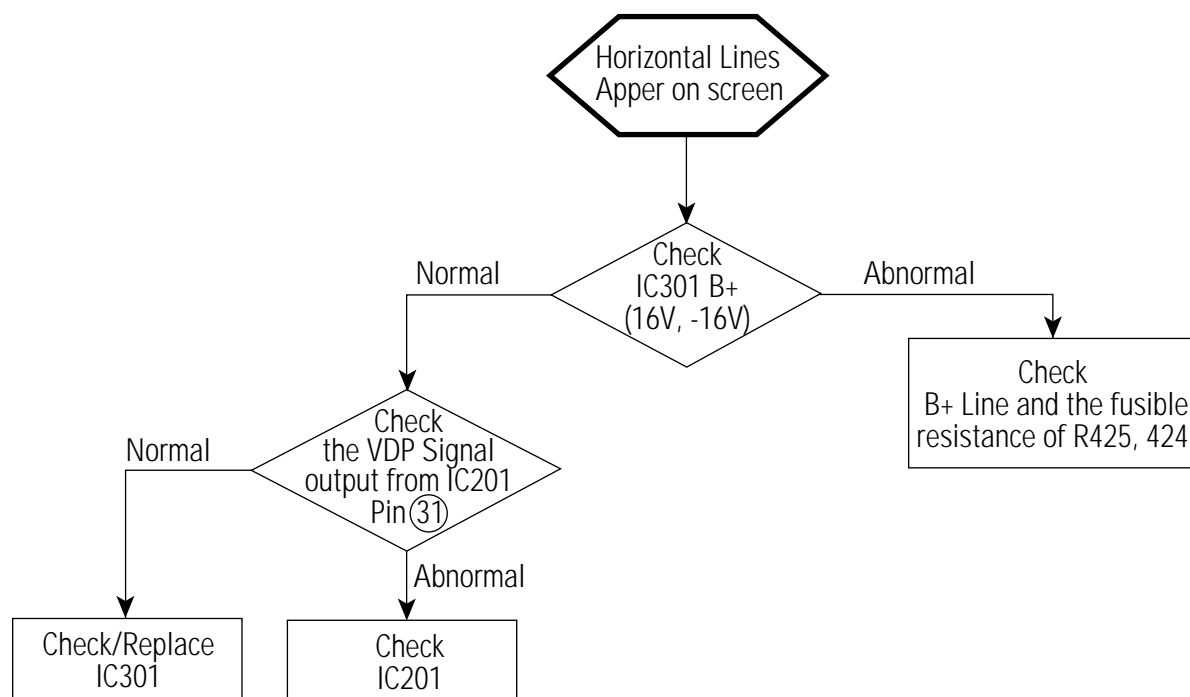 Horizontal Lines
Apper on screen
Check
IC301 B+
(16V, -16V)
Normal
Abnormal
Check
B+ Line and the fusible
resistance of R425, 424
Check
the VDP Signal
output from IC201
Pin 31
Normal
Abnormal
Check/Replace
IC301
Check
IC201